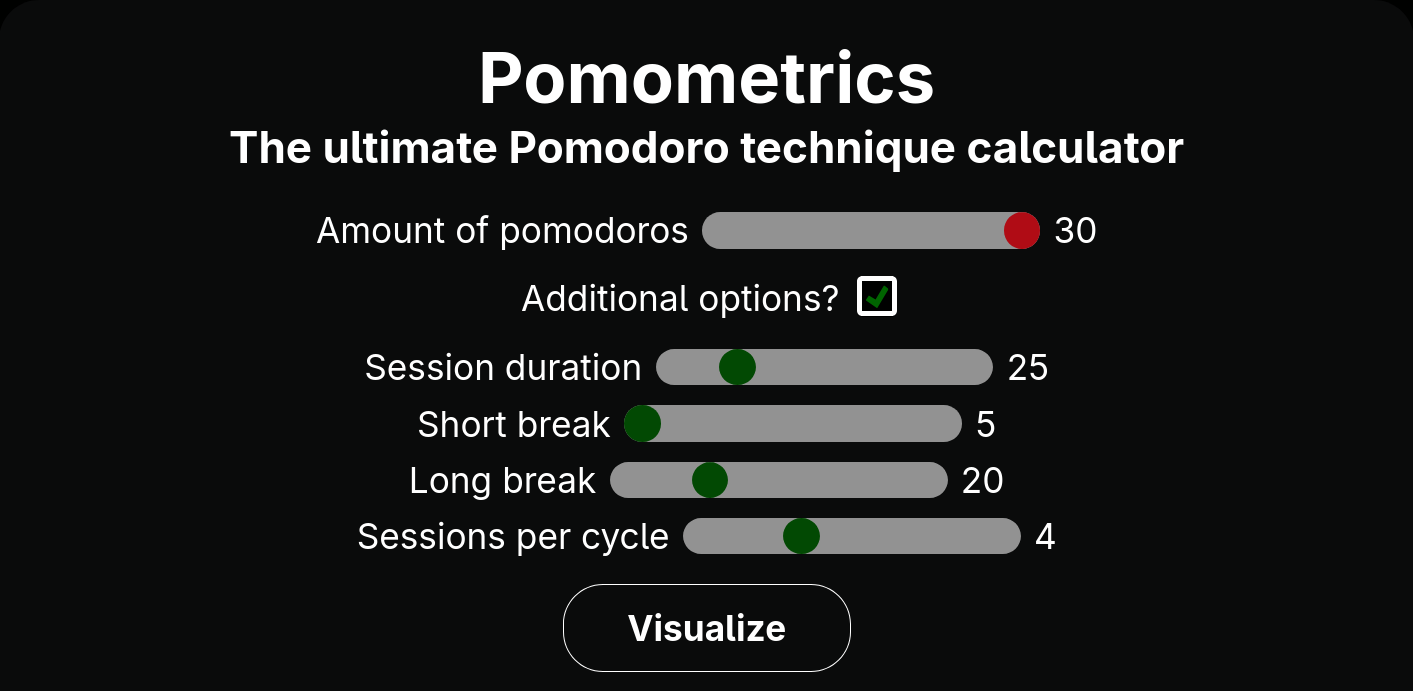 Pomometrics
The ultimate Pomodoro technique calculator
Amount of pomodoros 30
Additional options?
Session duration 25
Short break 5
Long break 20
Sessions per cycle 4
Visualize